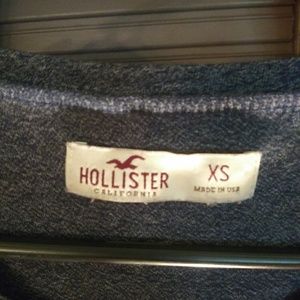 HOLLISTER
CALIFORNIA
XS
MADE IN USA